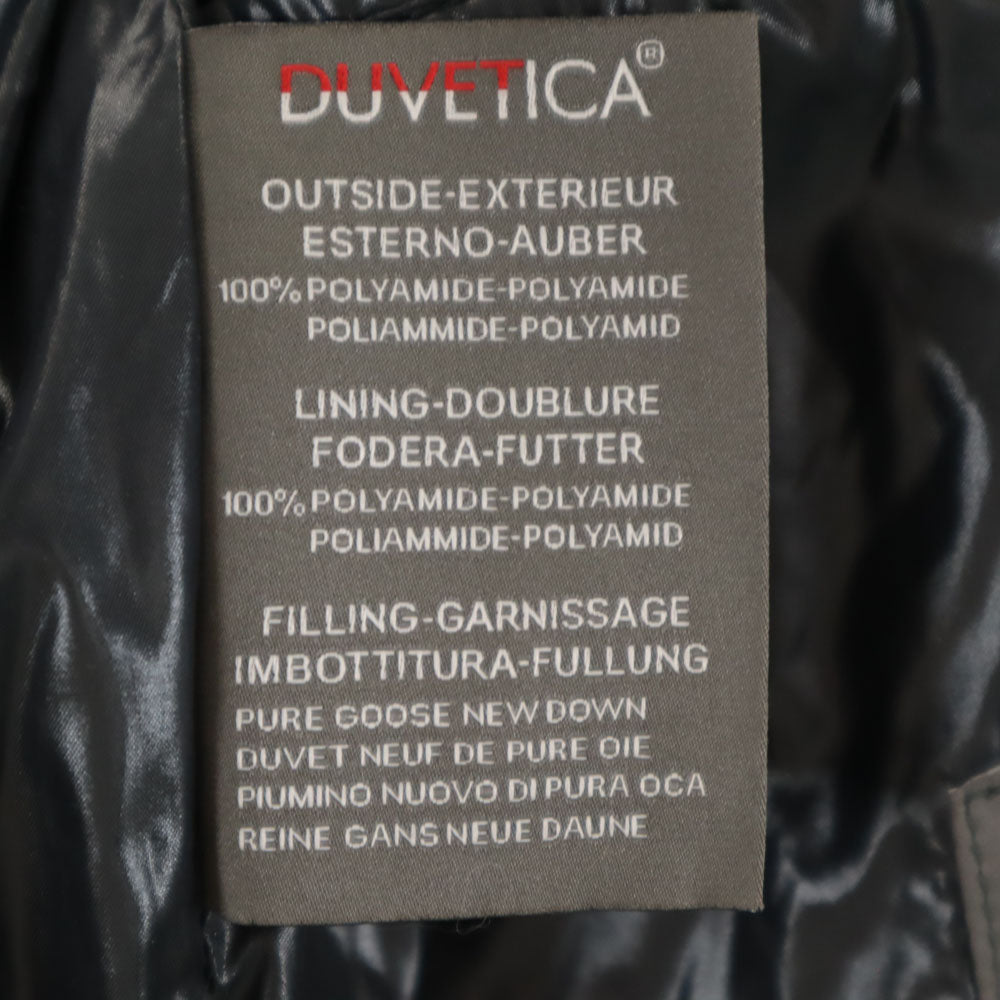 DUVETICA®
OUTSIDE-EXTERIEUR
ESTERNO-AUBER
100% POLYAMIDE-POLYAMIDE
POLIAMMIDE-POLYAMID
LINING-DOUBLURE
FODERA-FUTTER
100% POLYAMIDE-POLYAMIDE
POLIAMMIDE-POLYAMID
FILLING-GARNISSAGE
IMBOTTITURA-FULLUNG
PURE GOOSE NEW DOWN
DUVET NEUF DE PURE OIE
PIUMINO NUOVO DI PURA OCA
REINE GANS NEUE DAUNE